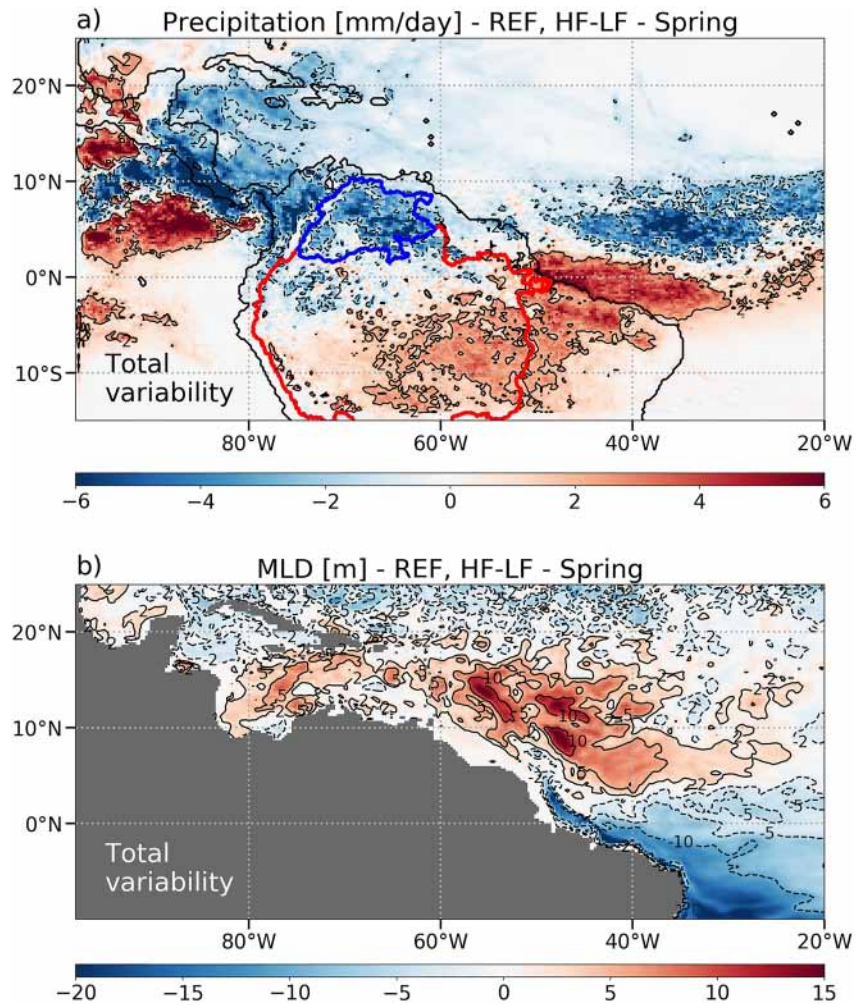 a)
Precipitation [mm/day] - REF, HF-LF - Spring
20°N
10°N
0°N
10°S
Total
variability
80°W 60°W 40°W 20°W
−6 −4 −2 0 2 4 6
b)
MLD [m] - REF, HF-LF - Spring
20°N
10°N
0°N
Total
variability
80°W 60°W 40°W 20°W
−20 −15 −10 −5 0 5 10 15